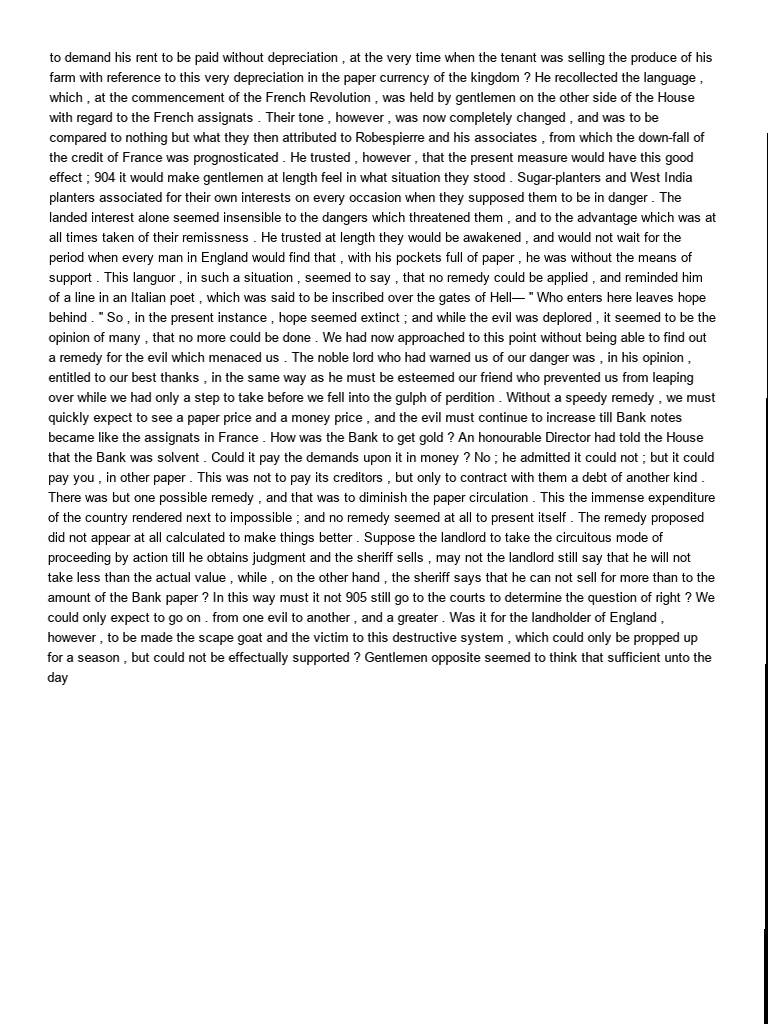 to demand his rent to be paid without depreciation , at the very time when the tenant was selling the produce of his
farm with reference to this very depreciation in the paper currency of the kingdom ? He recollected the language ,
which , at the commencement of the French Revolution , was held by gentlemen on the other side of the House
with regard to the French assignats . Their tone , however , was now completely changed , and was to be
compared to nothing but what they then attributed to Robespierre and his associates , from which the down-fall of
the credit of France was prognosticated . He trusted , however , that the present measure would have this good
effect ; 904 it would make gentlemen at length feel in what situation they stood . Sugar-planters and West India
planters associated for their own interests on every occasion when they supposed them to be in danger . The
landed interest alone seemed insensible to the dangers which threatened them , and to the advantage which was at
all times taken of their remissness . He trusted at length they would be awakened , and would not wait for the
period when every man in England would find that , with his pockets full of paper , he was without the means of
support . This languor , in such a situation , seemed to say , that no remedy could be applied , and reminded him
of a line in an Italian poet , which was said to be inscribed over the gates of Hell— " Who enters here leaves hope
behind . " So , in the present instance , hope seemed extinct ; and while the evil was deplored , it seemed to be the
opinion of many , that no more could be done . We had now approached to this point without being able to find out
a remedy for the evil which menaced us . The noble lord who had warned us of our danger was , in his opinion ,
entitled to our best thanks , in the same way as he must be esteemed our friend who prevented us from leaping
over while we had only a step to take before we fell into the gulph of perdition . Without a speedy remedy , we must
quickly expect to see a paper price and a money price , and the evil must continue to increase till Bank notes
became like the assignats in France . How was the Bank to get gold ? An honourable Director had told the House
that the Bank was solvent . Could it pay the demands upon it in money ? No ; he admitted it could not ; but it could
pay you , in other paper . This was not to pay its creditors , but only to contract with them a debt of another kind .
There was but one possible remedy , and that was to diminish the paper circulation . This the immense expenditure
of the country rendered next to impossible ; and no remedy seemed at all to present itself . The remedy proposed
did not appear at all calculated to make things better . Suppose the landlord to take the circuitous mode of
proceeding by action till he obtains judgment and the sheriff sells , may not the landlord still say that he will not
take less than the actual value , while , on the other hand , the sheriff says that he can not sell for more than to the
amount of the Bank paper ? In this way must it not 905 still go to the courts to determine the question of right ? We
could only expect to go on . from one evil to another , and a greater . Was it for the landholder of England ,
however , to be made the scape goat and the victim to this destructive system , which could only be propped up
for a season , but could not be effectually supported ? Gentlemen opposite seemed to think that sufficient unto the
day